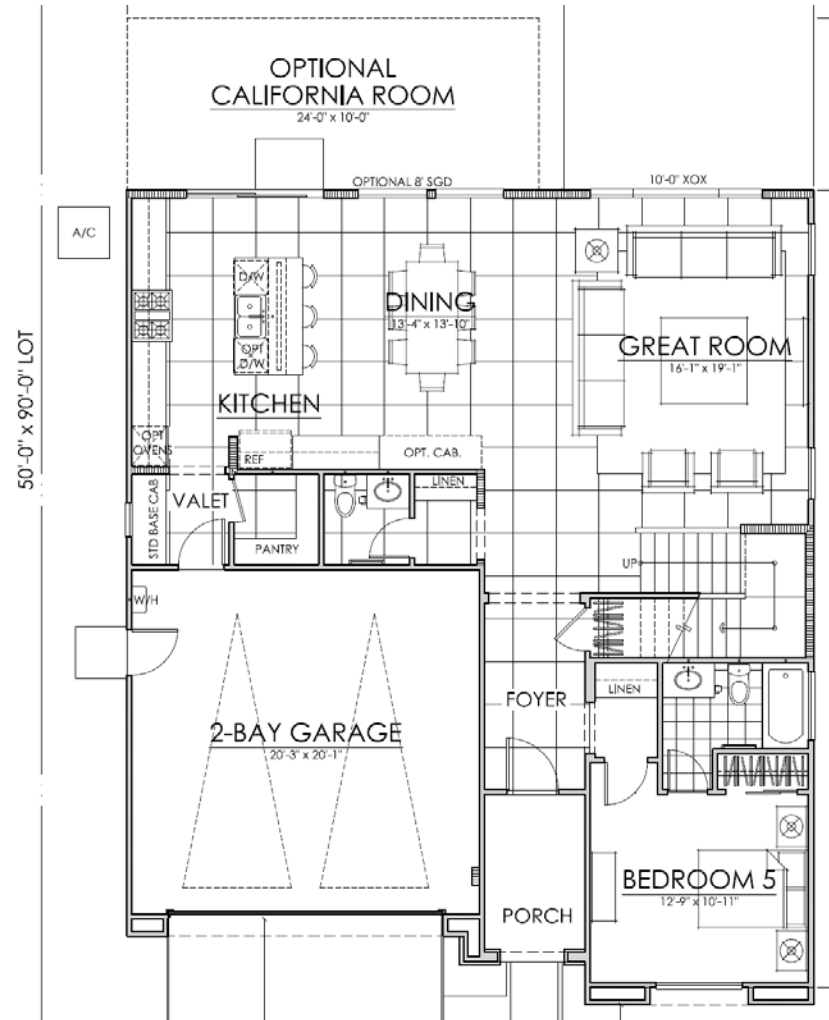 OPTIONAL
CALIFORNIA ROOM
24'-0" x 10'-0"
OPTIONAL 8' SGD
10'-0" XOX
A/C
D/W
DINING
13'-4" x 13'-10"
GREAT ROOM
16'-1" x 19'-1"
OPT
D/W
50'-0" x 90'-0" LOT
KITCHEN
OPT
OVENS
REF
OPT. CAB.
STD BASE CAB
VALET
LINEN
PANTRY
UP
W/H
FOYER
LINEN
2-BAY GARAGE
20'-3" x 20'-1"
BEDROOM 5
12'-9" x 10'-11"
PORCH